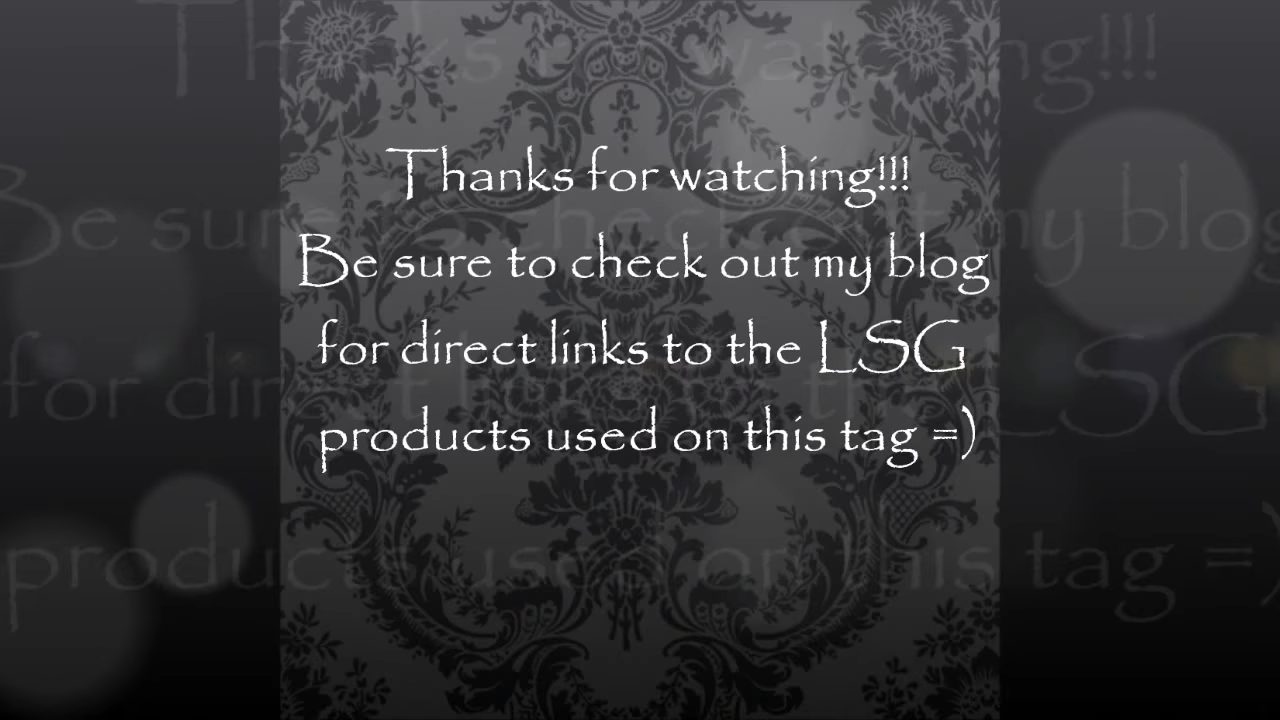 Thanks for watching!!!
Be sure to check out my blog
for direct links to the LSG
products used on this tag =)